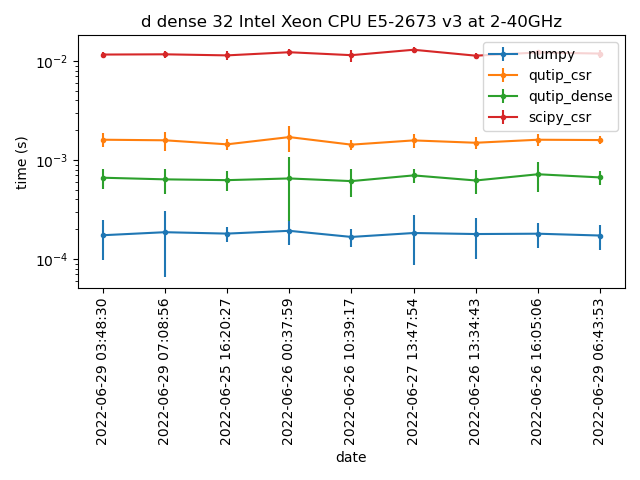 d dense 32 Intel Xeon CPU E5-2673 v3 at 2-40GHz
numpy
qutip_csr
qutip_dense
scipy_csr
time (s)
10⁻²
10⁻³
10⁻⁴
2022-06-29 03:48:30
2022-06-29 07:08:56
2022-06-25 16:20:27
2022-06-26 00:37:59
2022-06-26 10:39:17
2022-06-27 13:47:54
2022-06-26 13:34:43
2022-06-26 16:05:06
2022-06-29 06:43:53
date